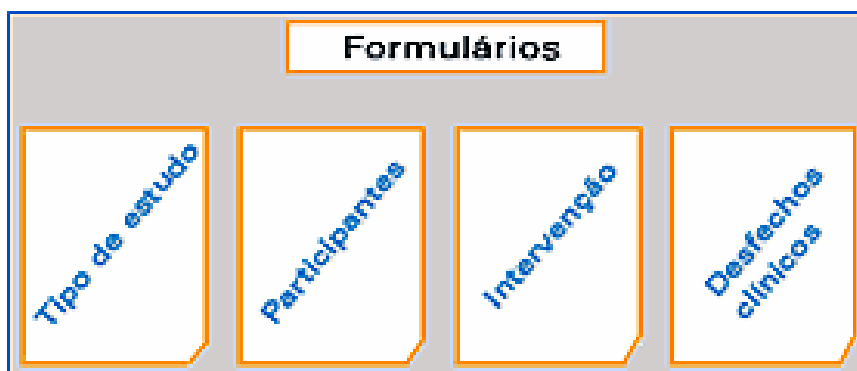 Formulários
Tipo de estudo
Participantes
Intervenção
Desfechos
clínicos